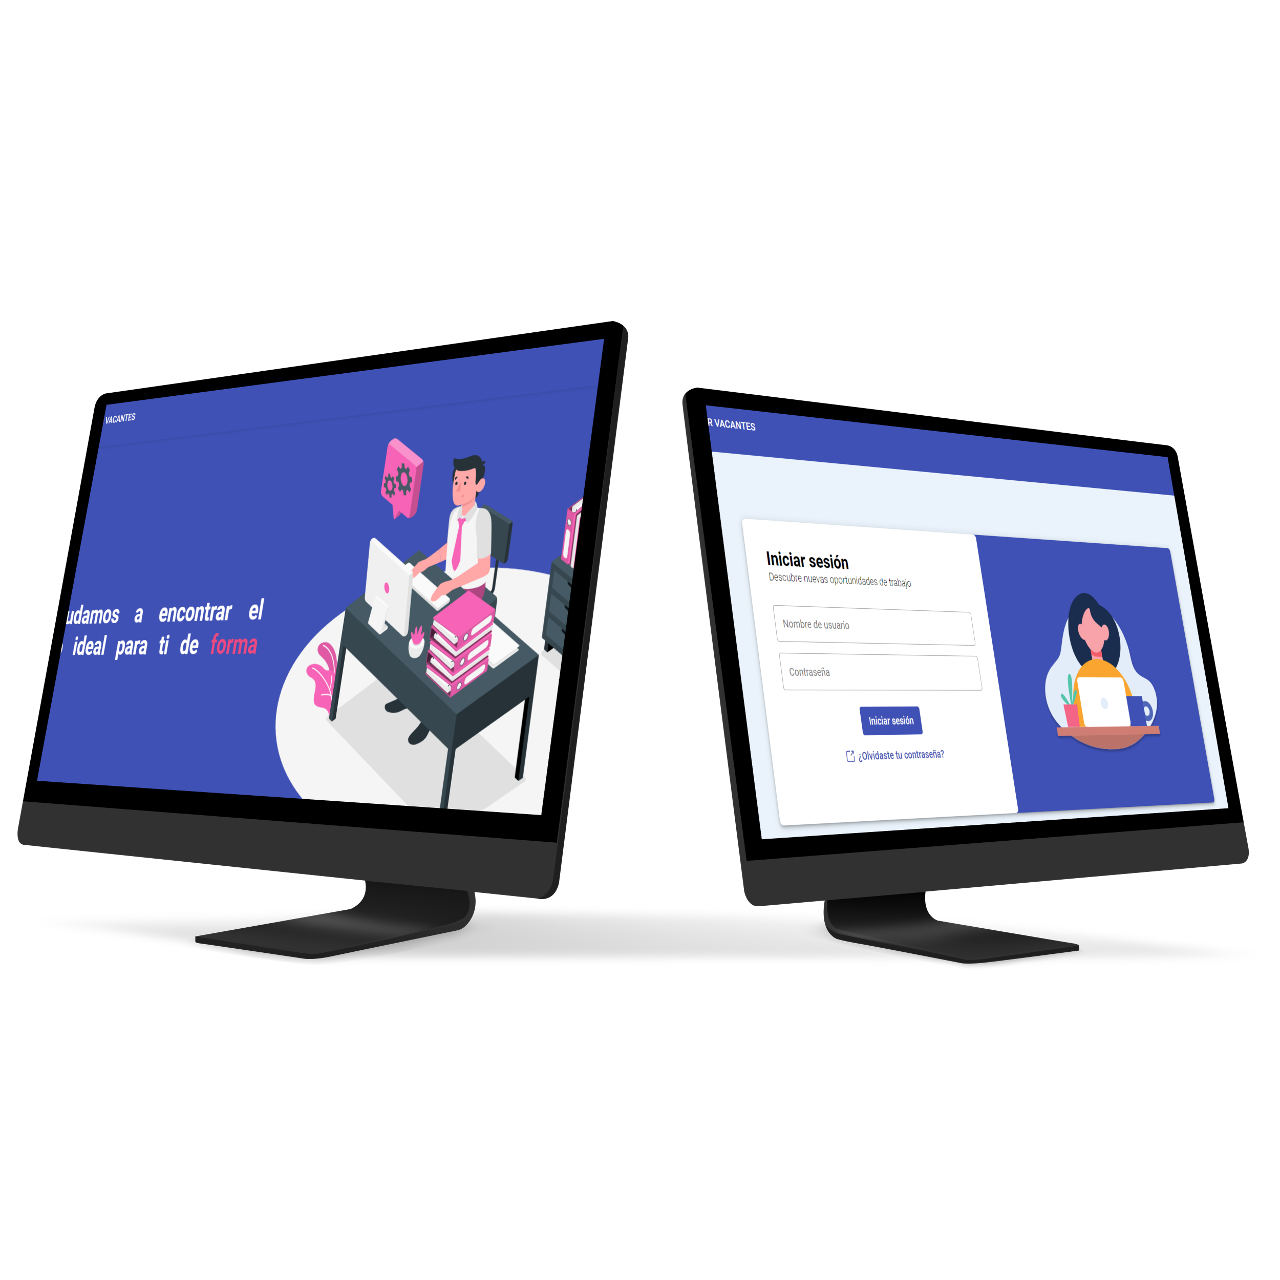 VACANTES
udamos a encontrar el
ideal para ti de forma
R VACANTES
Iniciar sesión
Descubre nuevas oportunidades de trabajo
Nombre de usuario
Contraseña
Iniciar sesión
¿Olvidaste tu contraseña?